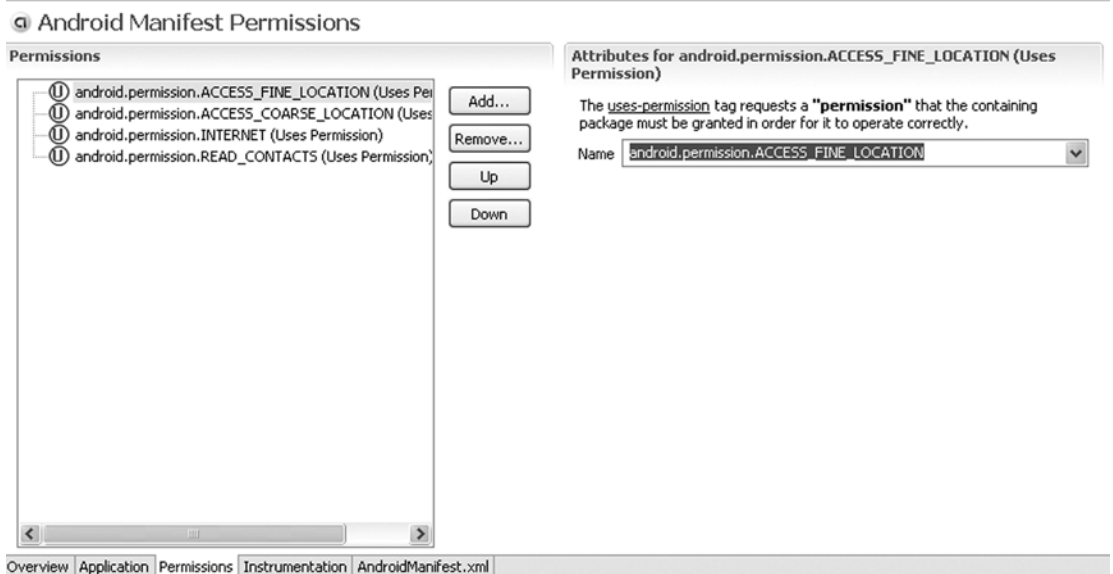 Android Manifest Permissions
Permissions
android.permission.ACCESS_FINE_LOCATION (Uses Per
android.permission.ACCESS_COARSE_LOCATION (Uses
android.permission.INTERNET (Uses Permission)
android.permission.READ_CONTACTS (Uses Permission)
Add...
Remove...
Up
Down
Attributes for android.permission.ACCESS_FINE_LOCATION (Uses
Permission)
The uses-permission tag requests a "permission" that the containing
package must be granted in order for it to operate correctly.
Name android.permission.ACCESS_FINE_LOCATION
Overview Application Permissions Instrumentation AndroidManifest.xml